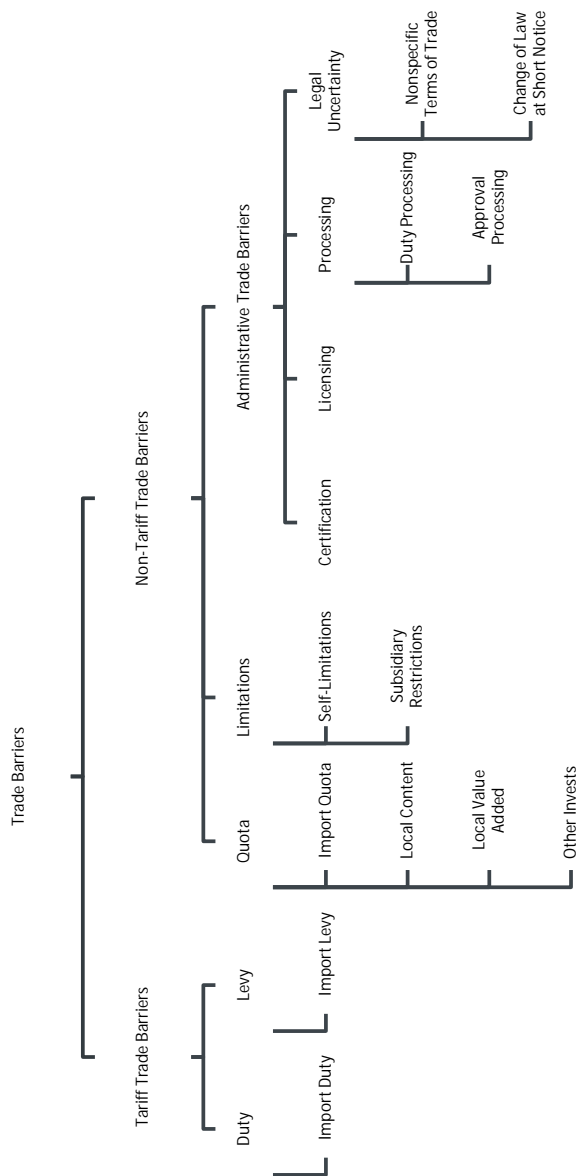 Trade Barriers
Tariff Trade Barriers
Non-Tariff Trade Barriers
Duty
Levy
Quota
Limitations
Administrative Trade Barriers
Import Duty
Import Levy
Import Quota
Local Content
Local Value
Added
Other Invests
Self-Limitations
Subsidiary
Restrictions
Certification
Licensing
Processing
Legal
Uncertainty
Duty Processing
Approval
Processing
Nonspecific
Terms of Trade
Change of Law
at Short Notice